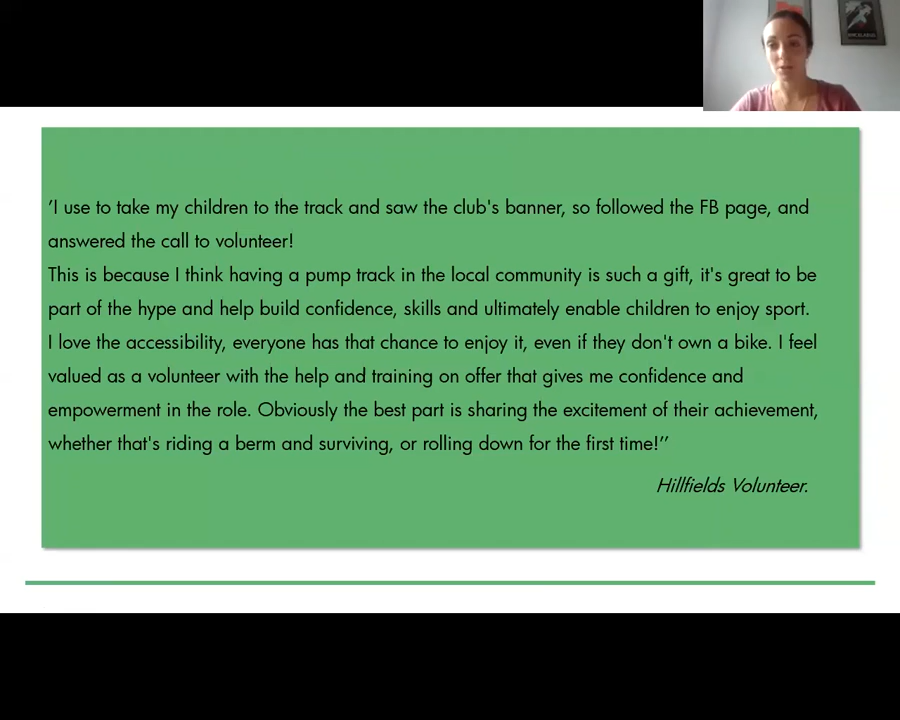 ’I use to take my children to the track and saw the club's banner, so followed the FB page, and
answered the call to volunteer!
This is because I think having a pump track in the local community is such a gift, it's great to be
part of the hype and help build confidence, skills and ultimately enable children to enjoy sport.
I love the accessibility, everyone has that chance to enjoy it, even if they don't own a bike. I feel
valued as a volunteer with the help and training on offer that gives me confidence and
empowerment in the role. Obviously the best part is sharing the excitement of their achievement,
whether that's riding a berm and surviving, or rolling down for the first time!’’
Hillfields Volunteer.